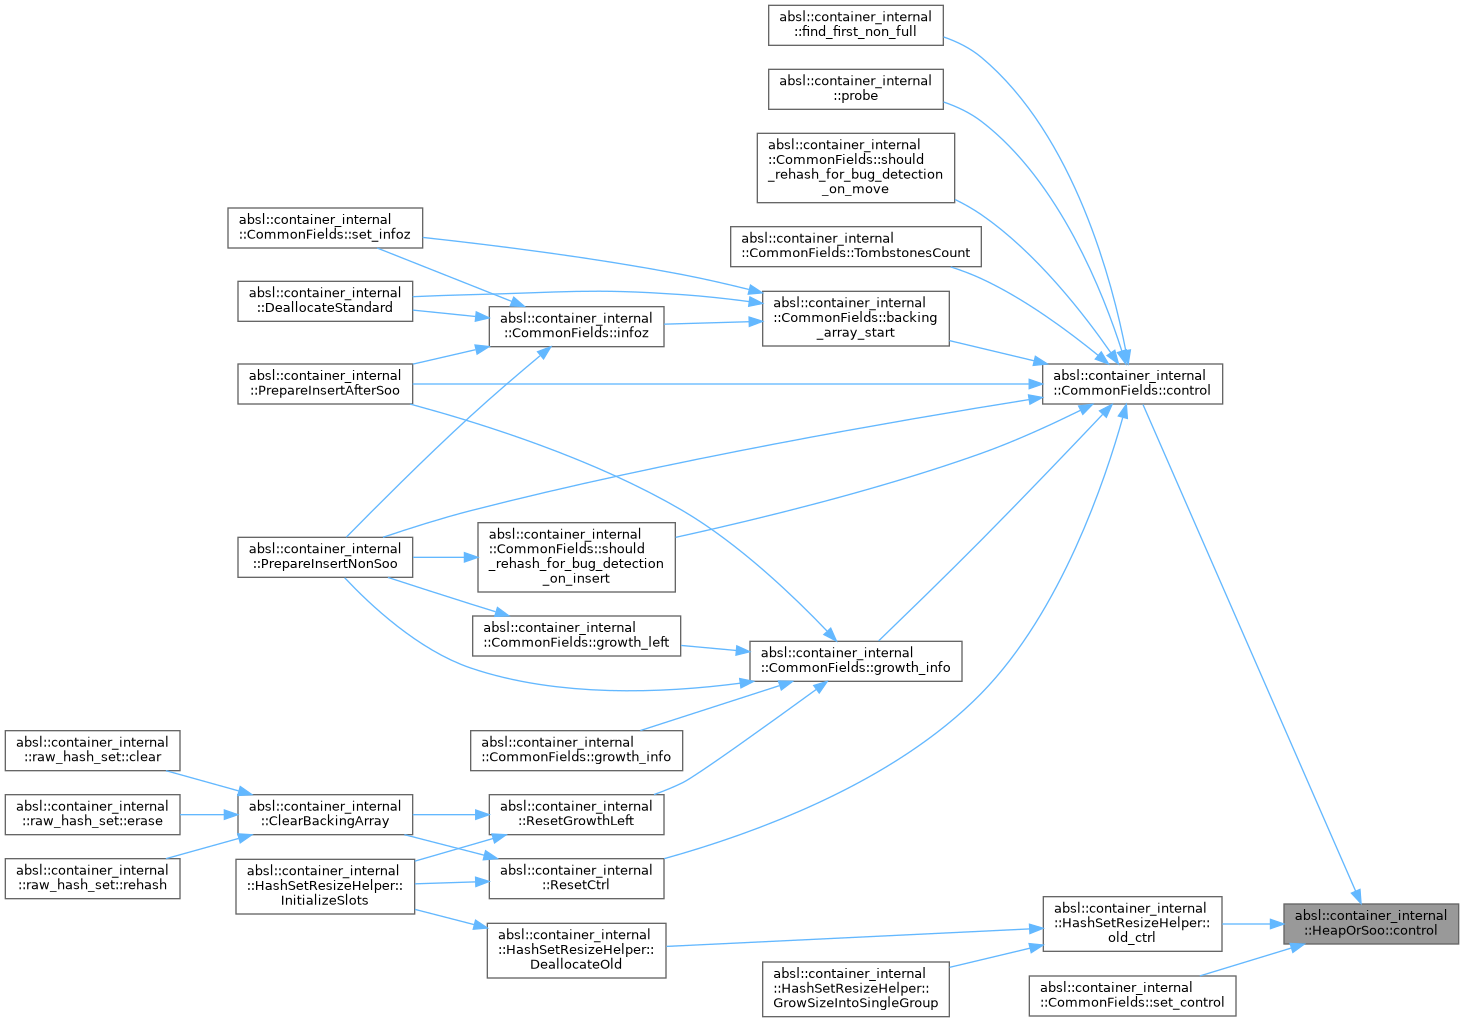 absl::container_internal
::find_first_non_full
absl::container_internal
::probe
absl::container_internal
::CommonFields::should
_rehash_for_bug_detection
_on_move
absl::container_internal
::CommonFields::set_infoz
absl::container_internal
::CommonFields::TombstonesCount
absl::container_internal
::DeallocateStandard
absl::container_internal
::CommonFields::infoz
absl::container_internal
::CommonFields::backing
_array_start
absl::container_internal
::PrepareInsertAfterSoo
absl::container_internal
::CommonFields::control
absl::container_internal
::PrepareInsertNonSoo
absl::container_internal
::CommonFields::should
_rehash_for_bug_detection
_on_insert
absl::container_internal
::CommonFields::growth_left
absl::container_internal
::CommonFields::growth_info
absl::container_internal
::raw_hash_set::clear
absl::container_internal
::CommonFields::growth_info
absl::container_internal
::raw_hash_set::erase
absl::container_internal
::ClearBackingArray
absl::container_internal
::ResetGrowthLeft
absl::container_internal
::raw_hash_set::rehash
absl::container_internal
::HashSetResizeHelper::
InitializeSlots
absl::container_internal
::ResetCtrl
absl::container_internal
::HashSetResizeHelper::
DeallocateOld
absl::container_internal
::HashSetResizeHelper::
old_ctrl
absl::container_internal
::HeapOrSoo::control
absl::container_internal
::HashSetResizeHelper::
GrowSizeIntoSingleGroup
absl::container_internal
::CommonFields::set_control